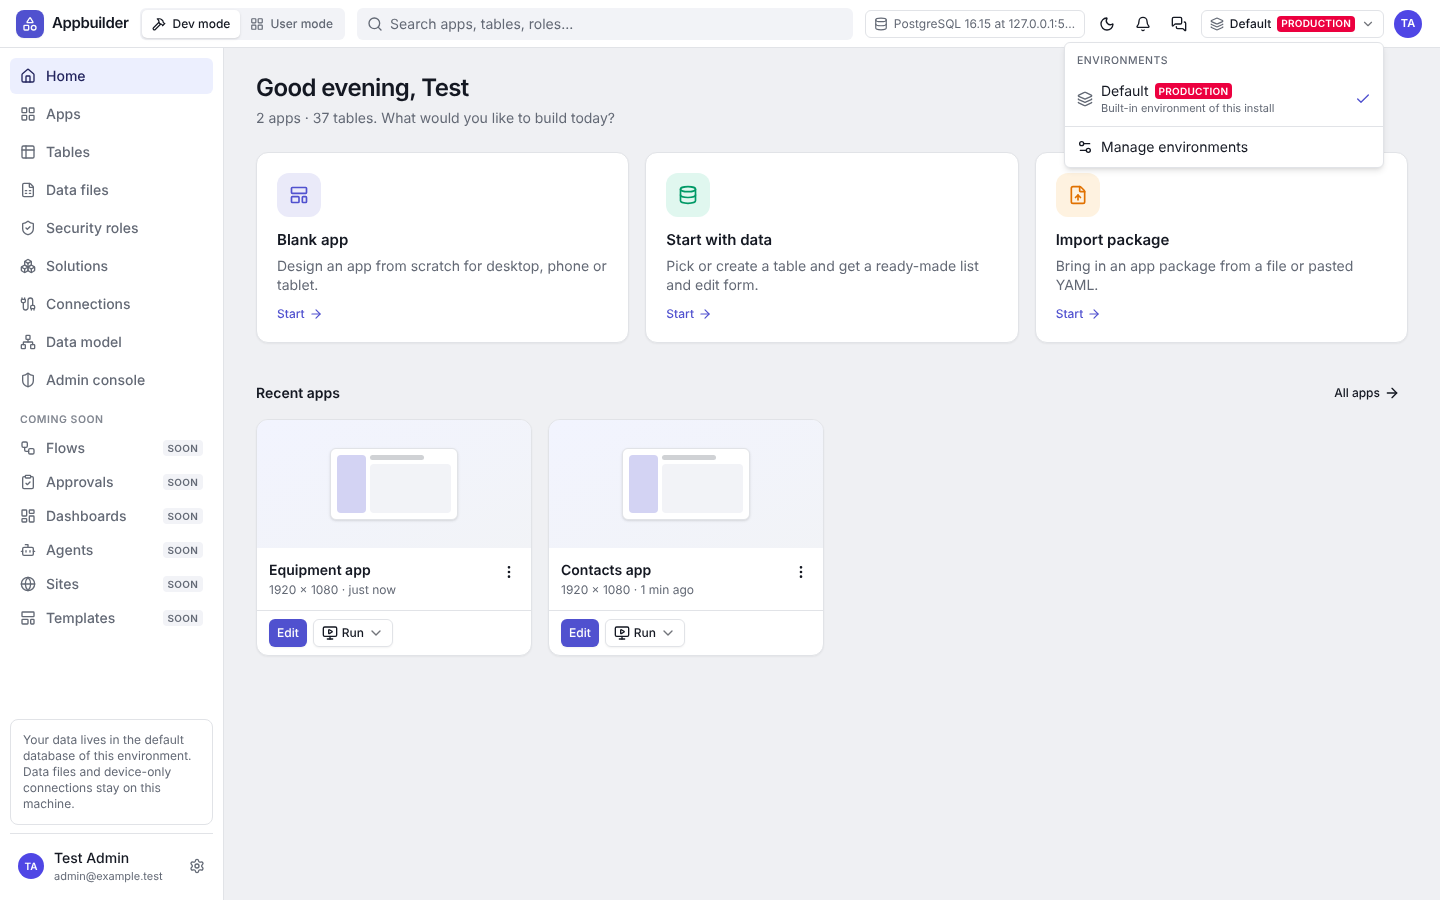 Appbuilder
Dev mode
User mode
Search apps, tables, roles...
PostgreSQL 16.15 at 127.0.0.1:5...
Default PRODUCTION
TA
ENVIRONMENTS
Default PRODUCTION
Built-in environment of this install
Manage environments
Home
Apps
Tables
Data files
Security roles
Solutions
Connections
Data model
Admin console
COMING SOON
Flows SOON
Approvals SOON
Dashboards SOON
Agents SOON
Sites SOON
Templates SOON
Your data lives in the default
database of this environment.
Data files and device-only
connections stay on this
machine.
TA
Test Admin
admin@example.test
Good evening, Test
2 apps · 37 tables. What would you like to build today?
Blank app
Design an app from scratch for desktop, phone or
tablet.
Start
Start with data
Pick or create a table and get a ready-made list
and edit form.
Start
Import package
Bring in an app package from a file or pasted
YAML.
Start
Recent apps
All apps
Equipment app
1920 × 1080 · just now
Edit
Run
Contacts app
1920 × 1080 · 1 min ago
Edit
Run